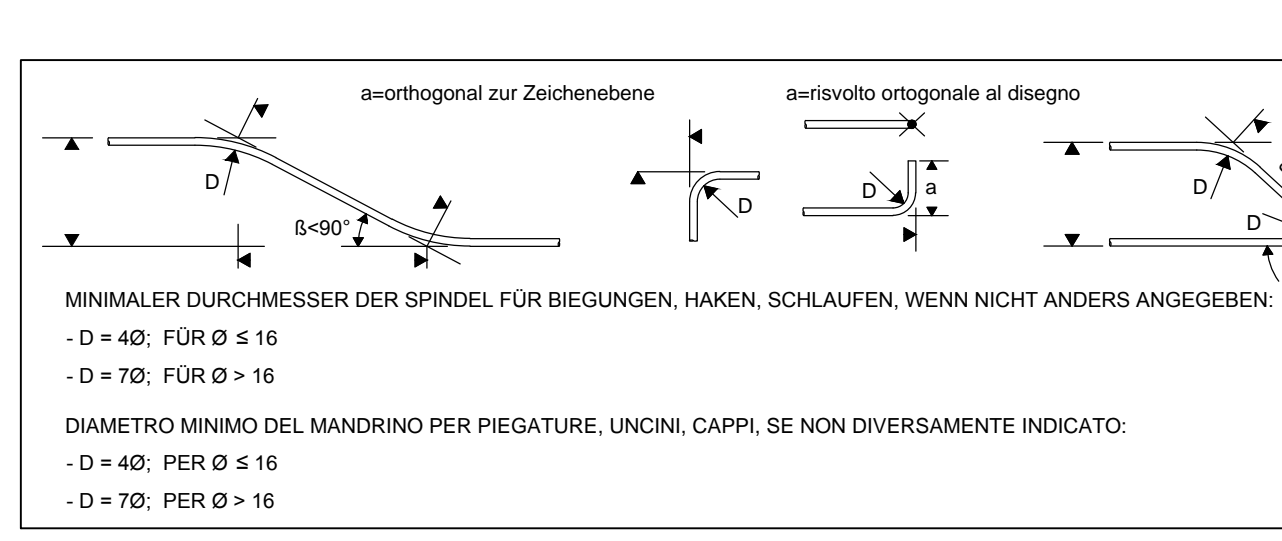 a=orthogonal zur Zeichenebene
a=risvolto ortogonale al disegno
D
ß<90°
D
D
a
D
D
MINIMALER DURCHMESSER DER SPINDEL FÜR BIEGUNGEN, HAKEN, SCHLAUFEN, WENN NICHT ANDERS ANGEGEBEN:
- D = 4Ø; FÜR Ø ≤ 16
- D = 7Ø; FÜR Ø > 16
DIAMETRO MINIMO DEL MANDRINO PER PIEGATURE, UNCINI, CAPPI, SE NON DIVERSAMENTE INDICATO:
- D = 4Ø; PER Ø ≤ 16
- D = 7Ø; PER Ø > 16